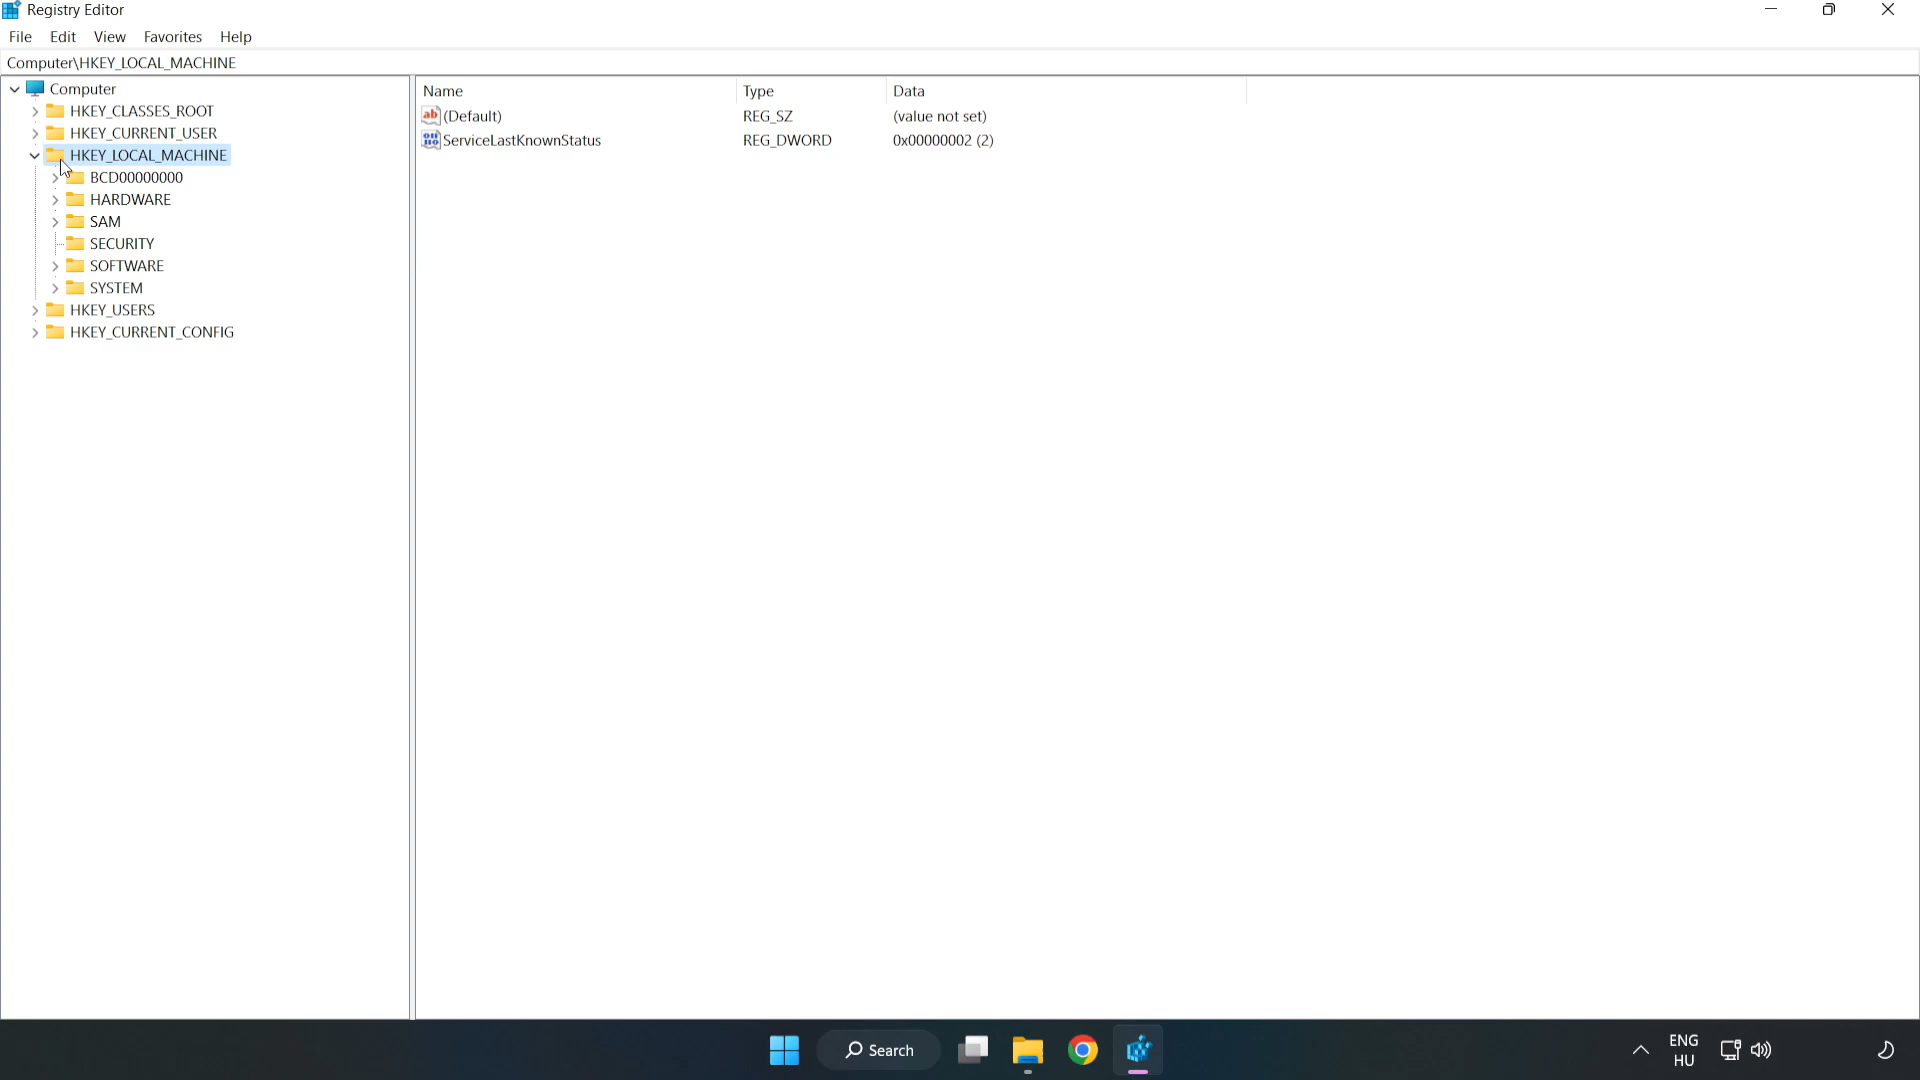 Registry Editor
File Edit View Favorites Help
Computer\HKEY_LOCAL_MACHINE
Computer
HKEY_CLASSES_ROOT
HKEY_CURRENT_USER
HKEY_LOCAL_MACHINE
BCD00000000
HARDWARE
SAM
SECURITY
SOFTWARE
SYSTEM
HKEY_USERS
HKEY_CURRENT_CONFIG
Name Type Data
ab (Default) REG_SZ (value not set)
ServiceLastKnownStatus REG_DWORD 0x00000002 (2)
Search
ENG
HU